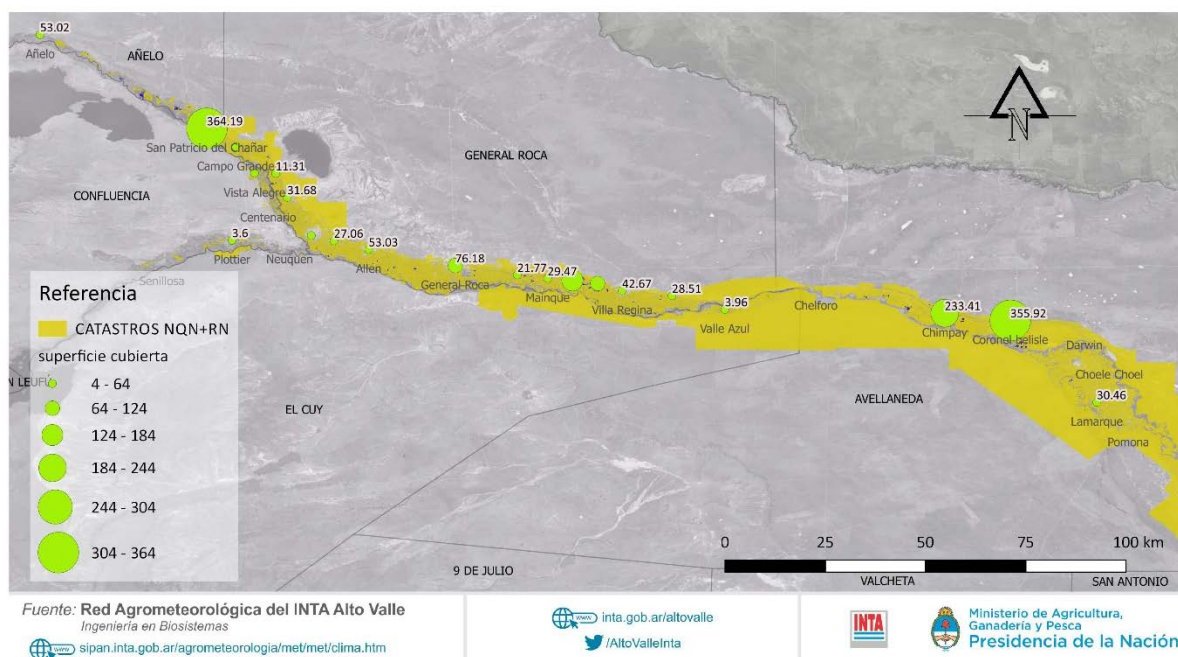 53.02
Añelo
AÑELO
364.19
San Patricio del Chañar
GENERAL ROCA
N
Campo Grande
11.31
CONFLUENCIA
Vista Alegre
31.68
Centenario
3.6
27.06
Plottier
Neuquén
53.03
Allen
Senillosa
76.18
General Roca
21.77
29.47
Mainque
42.67
Villa Regina
28.51
3.96
Valle Azul
Chelforo
233.41
Chimpay
355.92
Coronel Belisle
Darwin
Choele Choel
30.46
Lamarque
Pomona
EL CUY
AVELLANEDA
9 DE JULIO
VALCHETA
SAN ANTONIO
N LEUFÚ
Referencia
CATASTROS NQN+RN
superficie cubierta
4 - 64
64 - 124
124 - 184
184 - 244
244 - 304
304 - 364
0 25 50 75 100 km
Fuente: Red Agrometeorológica del INTA Alto Valle
Ingeniería en Biosistemas
www sipan.inta.gob.ar/agrometeorologia/met/met/clima.htm
www inta.gob.ar/altovalle
/AltoValleInta
INTA
Ministerio de Agricultura,
Ganadería y Pesca
Presidencia de la Nación